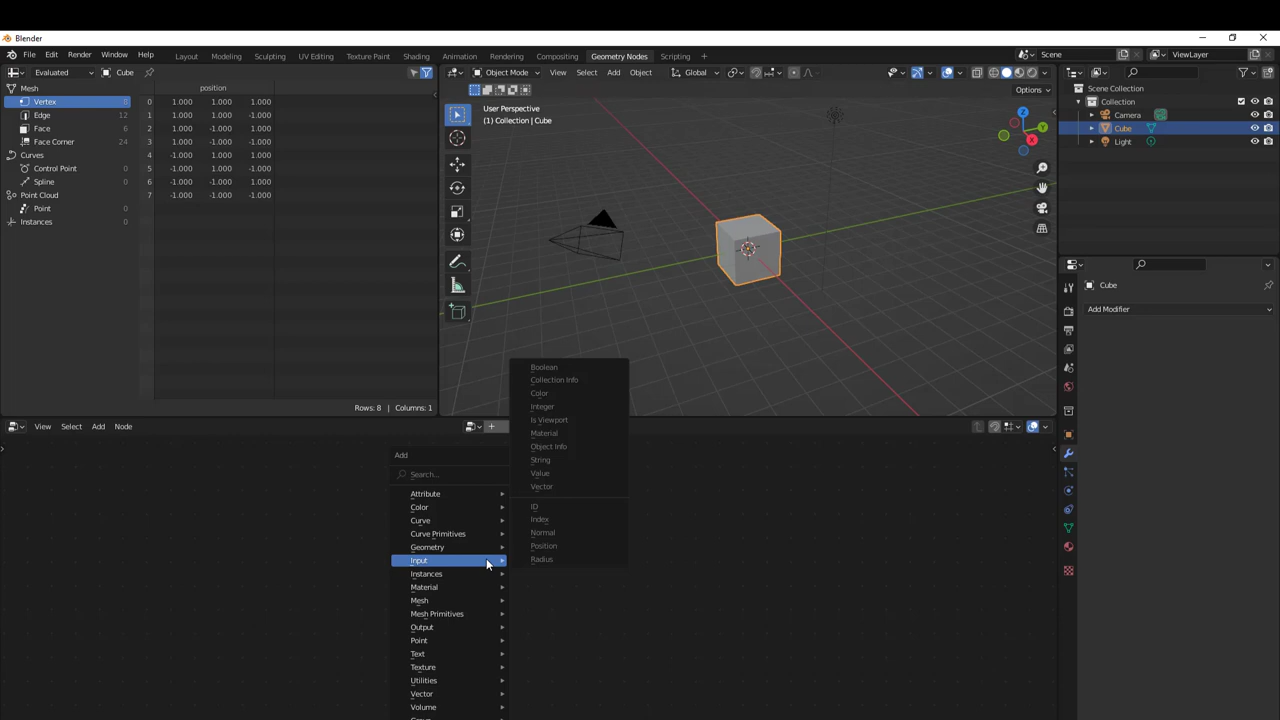 Blender
File Edit Render Window Help
Layout Modeling Sculpting UV Editing Texture Paint Shading Animation Rendering Compositing Geometry Nodes Scripting +
Scene
ViewLayer
Evaluated
Cube
Object Mode View Select Add Object
Global
Options
Mesh
position
Vertex 8
Edge 12
Face 6
Face Corner 24
Curves
Control Point 0
Spline 0
Point Cloud
Point 0
Instances 0
0 1.000 1.000 1.000
1 1.000 1.000 -1.000
2 1.000 -1.000 1.000
3 1.000 -1.000 -1.000
4 -1.000 1.000 1.000
5 -1.000 1.000 -1.000
6 -1.000 -1.000 1.000
7 -1.000 -1.000 -1.000
Rows: 8 | Columns: 1
User Perspective
(1) Collection | Cube
Z
Y
X
Scene Collection
Collection
Camera
Cube
Light
Cube
Add Modifier
View Select Add Node
Add
Search...
Attribute
Color
Curve
Curve Primitives
Geometry
Input
Instances
Material
Mesh
Mesh Primitives
Output
Point
Text
Texture
Utilities
Vector
Volume
Boolean
Collection Info
Color
Integer
Is Viewport
Material
Object Info
String
Value
Vector
ID
Index
Normal
Position
Radius